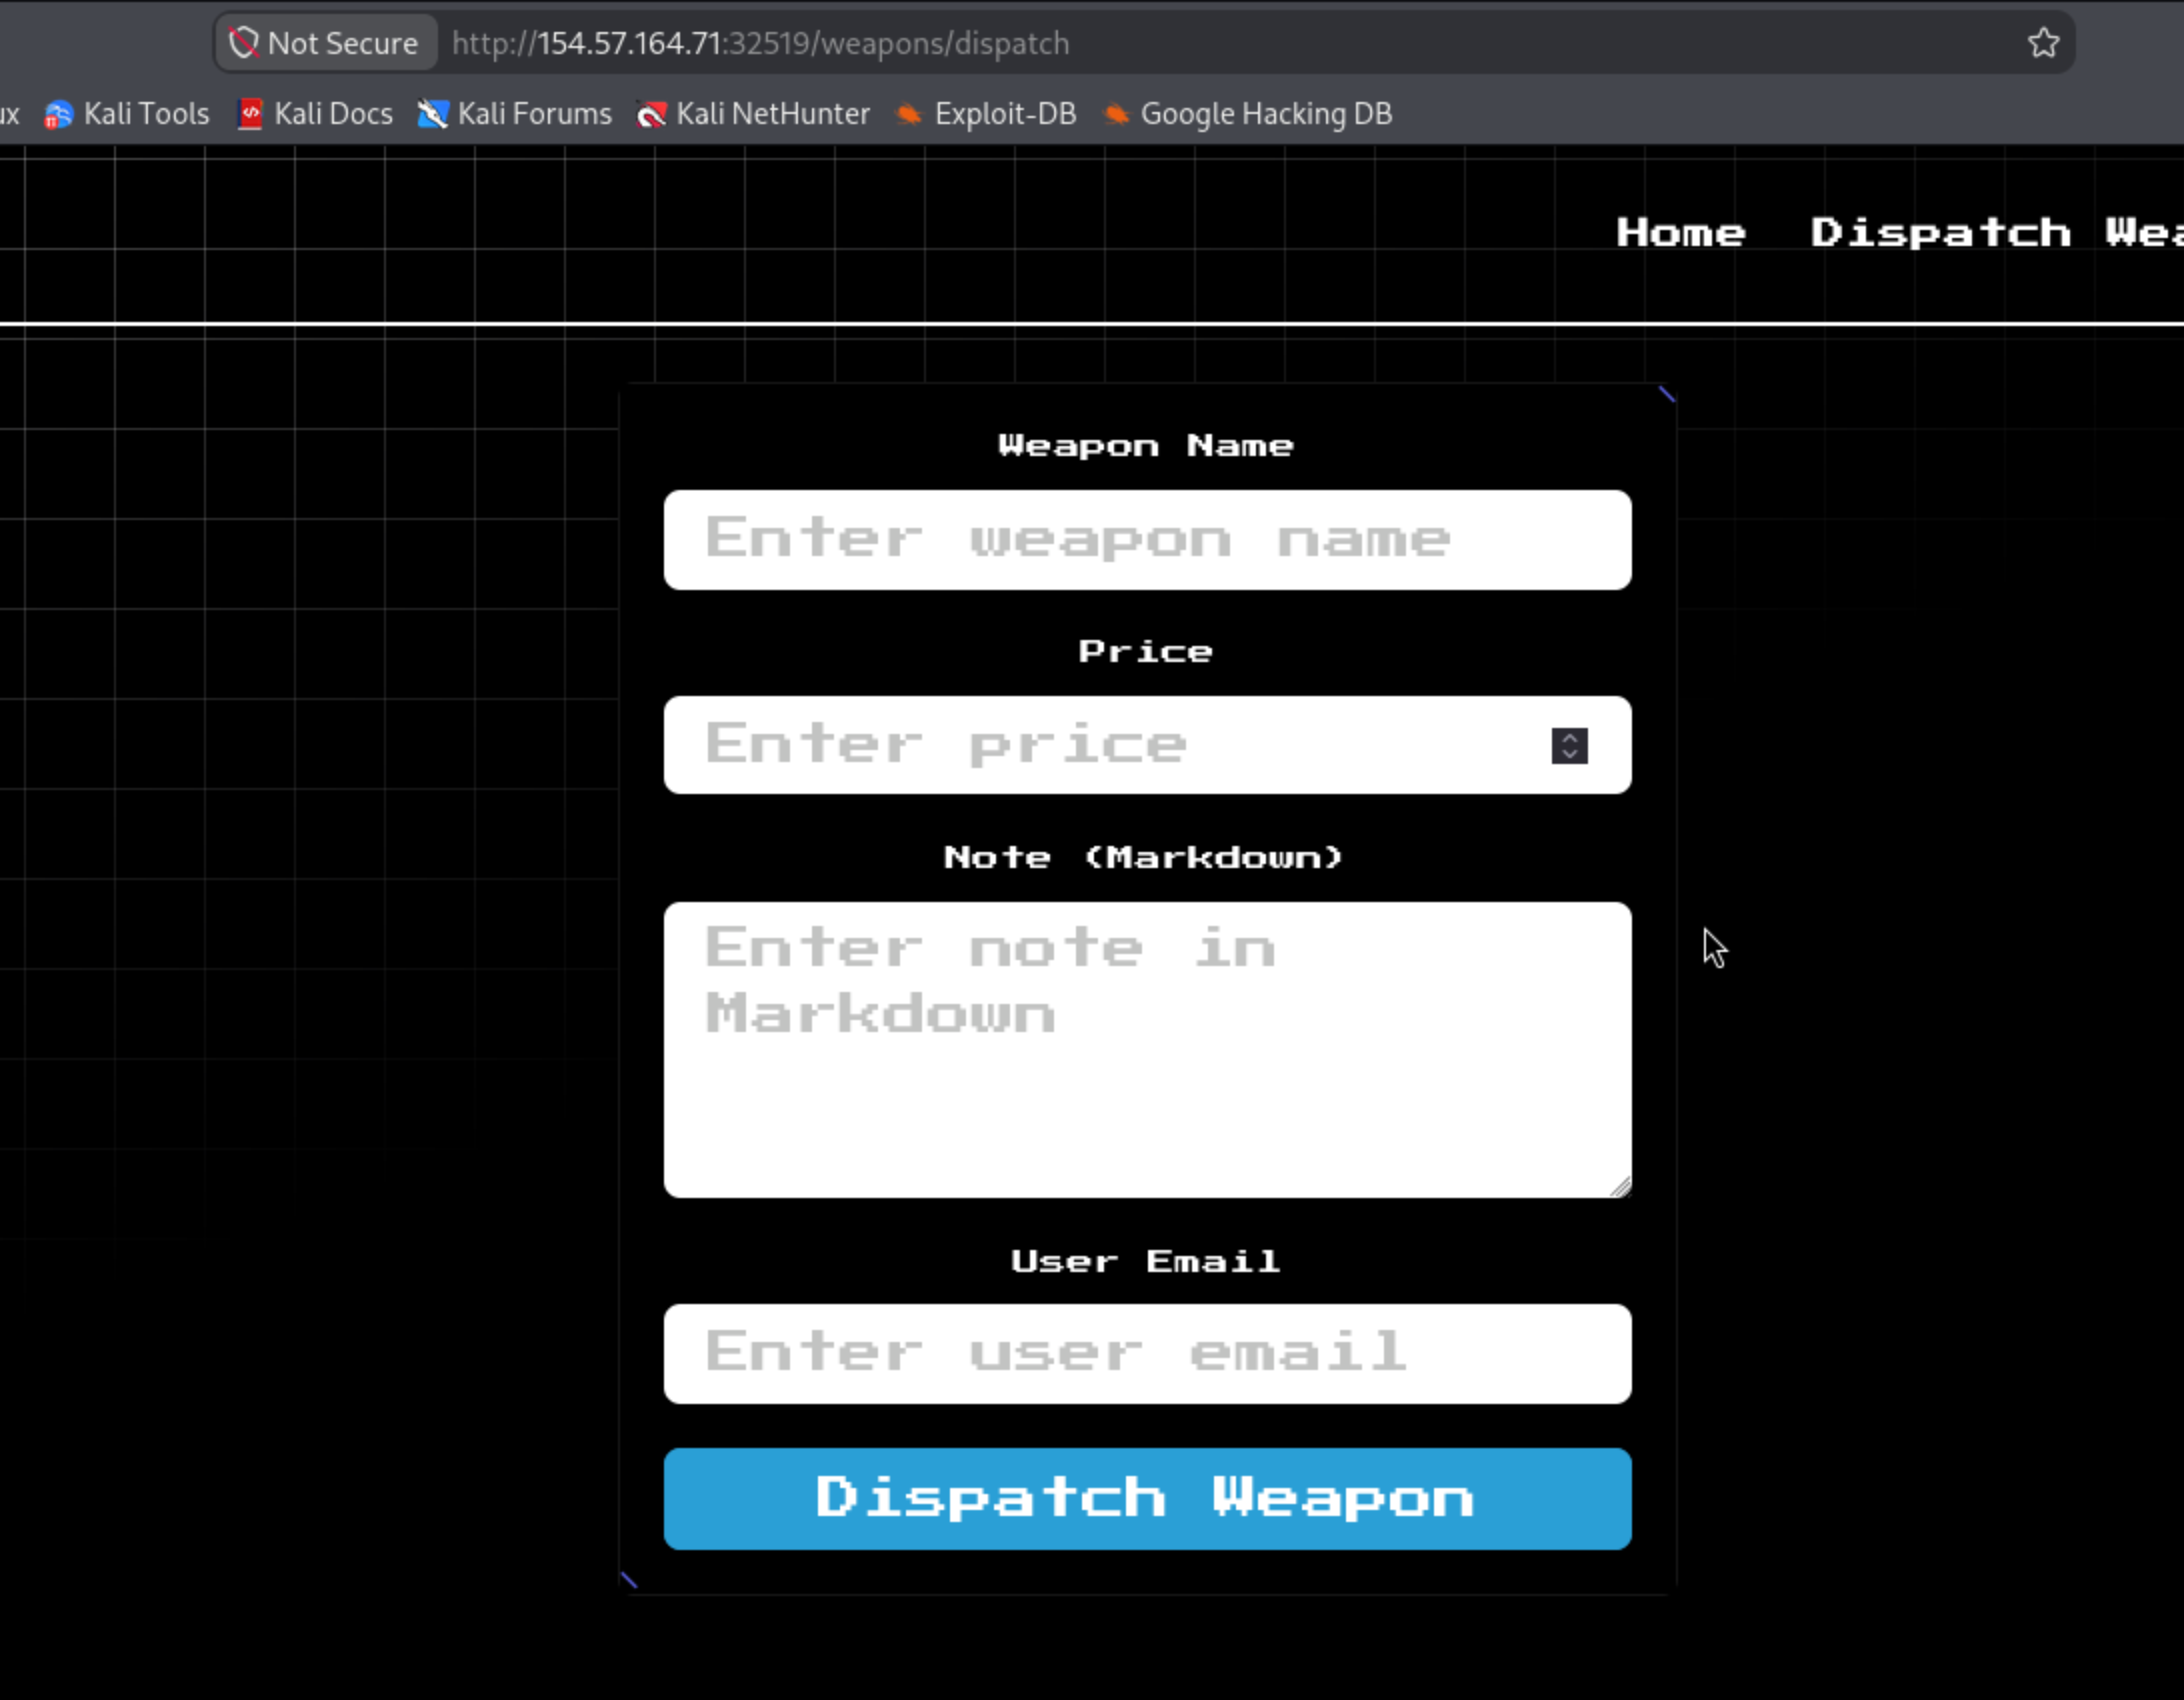 Not Secure http://154.57.164.71:32519/weapons/dispatch
ux Kali Tools Kali Docs Kali Forums Kali NetHunter Exploit-DB Google Hacking DB
Home Dispatch Wea
Weapon Name
Enter weapon name
Price
Enter price
Note (Markdown)
Enter note in
Markdown
User Email
Enter user email
Dispatch Weapon